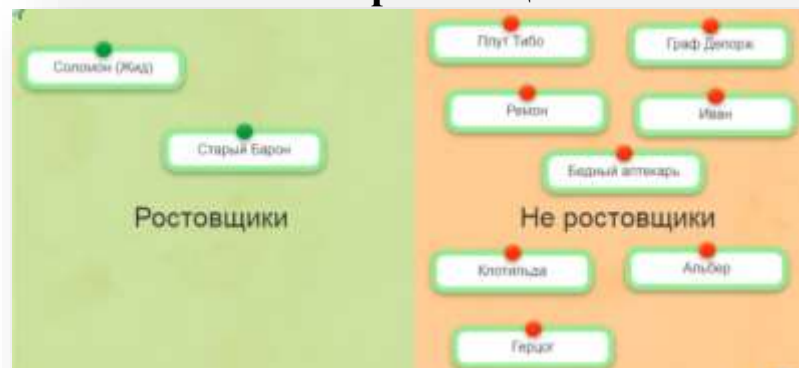 Соломон (Жид)
Старый Барон
Ростовщики
Плут Тибо
Граф Делорж
Ремон
Иван
Бедный аптекарь
Не ростовщики
Клотильда
Альбер
Герцог